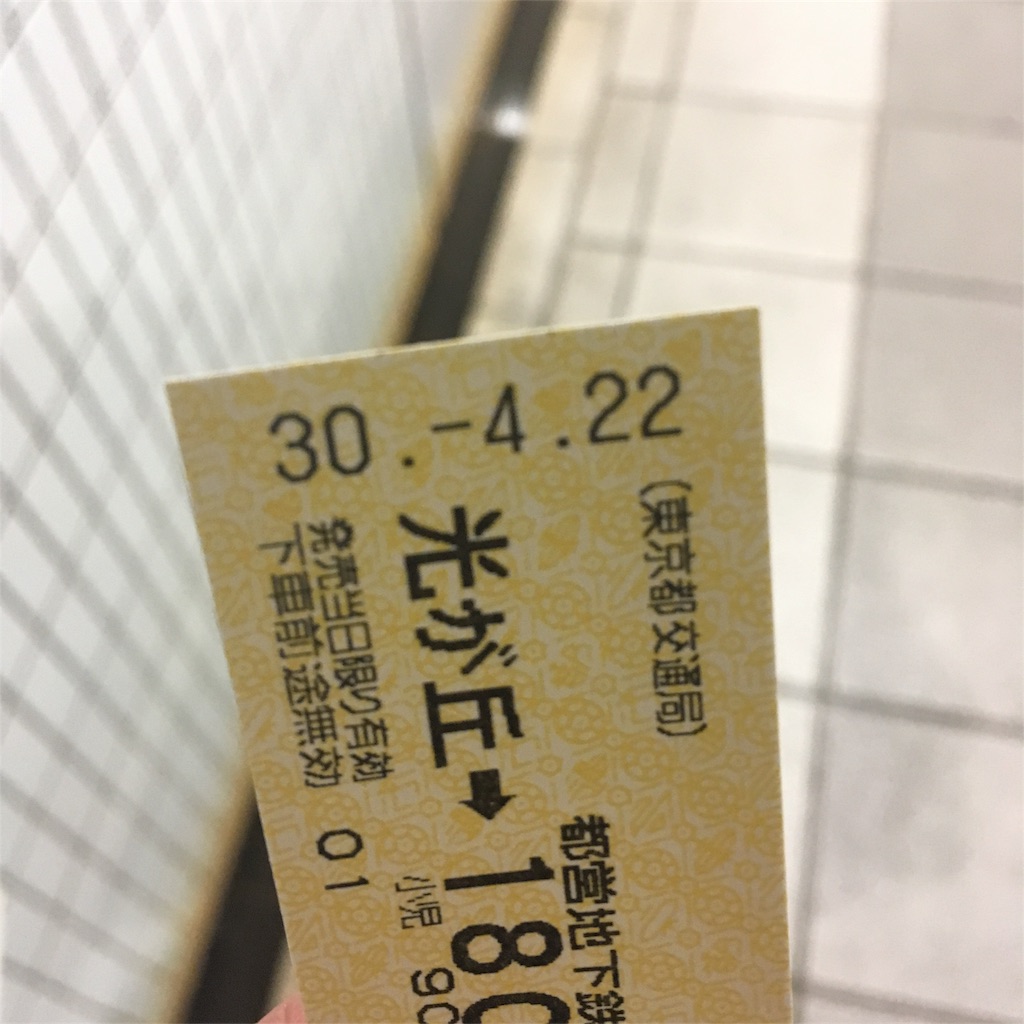 30.-4.22
(東京都交通局)
都営地下鉄
光が丘➡180
小児 90
発売当日限り有効
下車前途無効 01